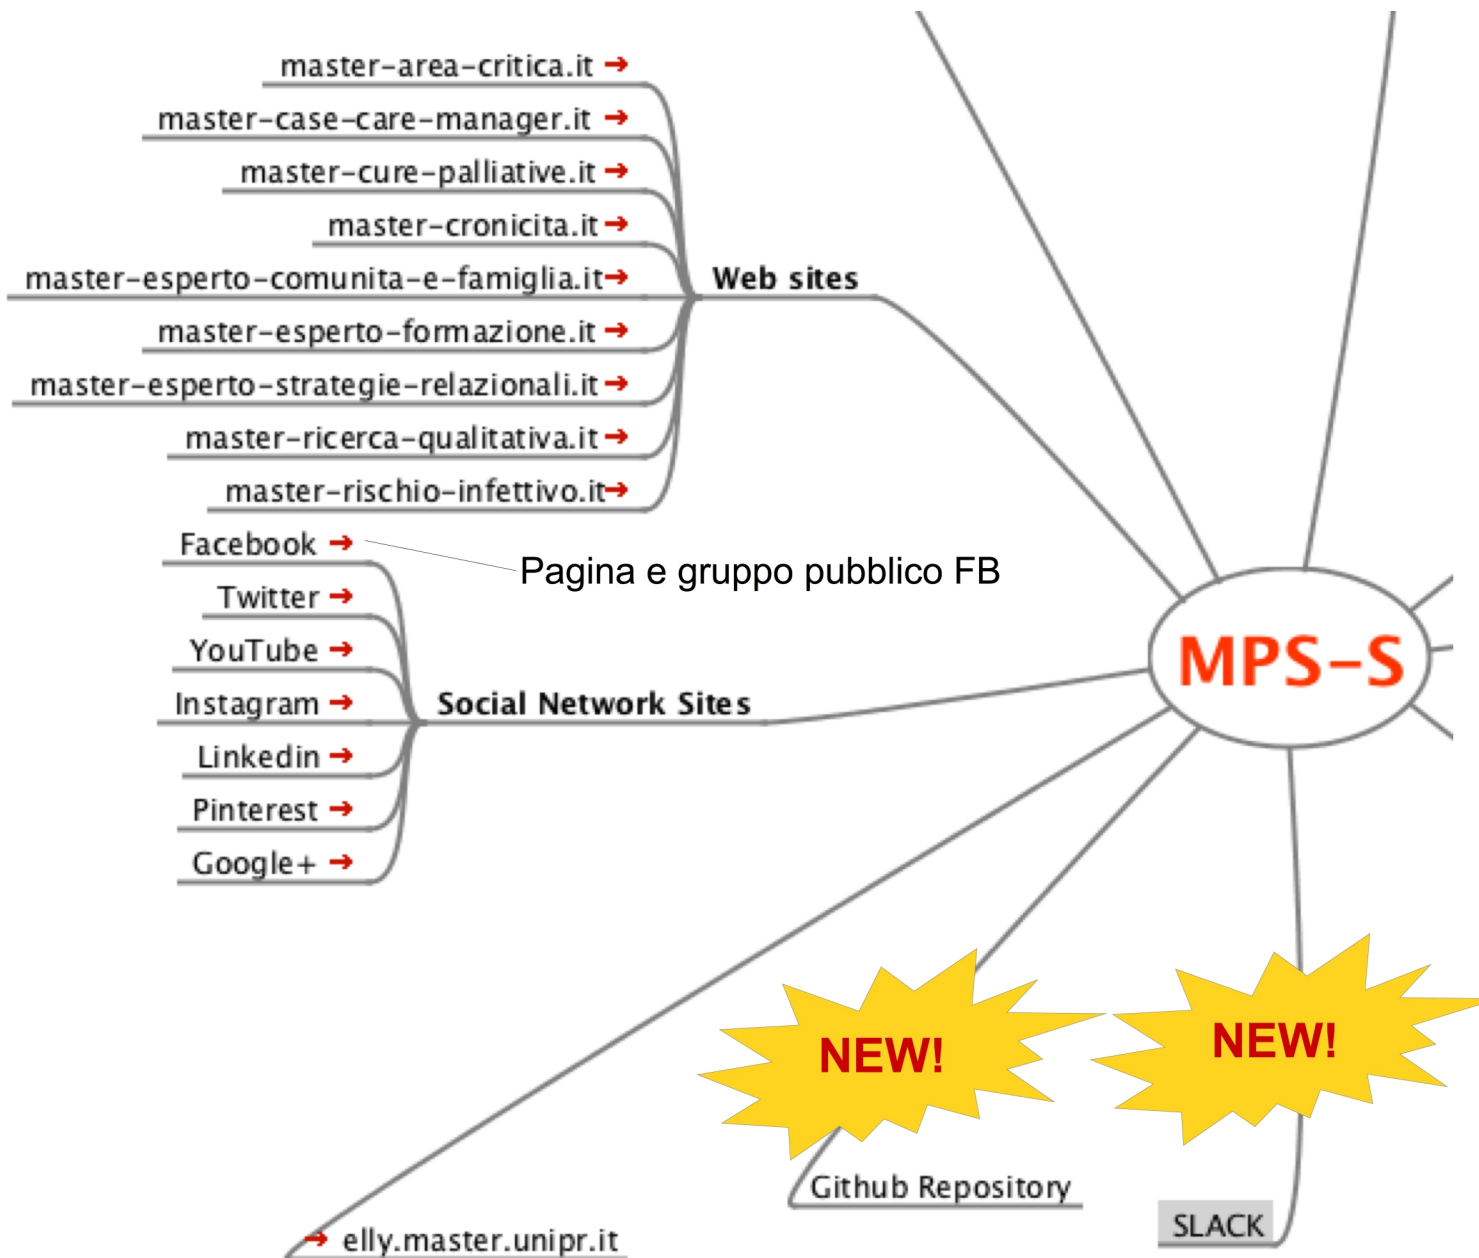 master-area-critica.it
master-case-care-manager.it
master-cure-palliative.it
master-cronicita.it
master-esperto-comunita-e-famiglia.it
master-esperto-formazione.it
master-esperto-strategie-relazionali.it
master-ricerca-qualitativa.it
master-rischio-infettivo.it
Web sites
Facebook
Pagina e gruppo pubblico FB
Twitter
YouTube
Instagram
Linkedin
Pinterest
Google+
Social Network Sites
MPS-S
NEW!
NEW!
Github Repository
SLACK
elly.master.unipr.it